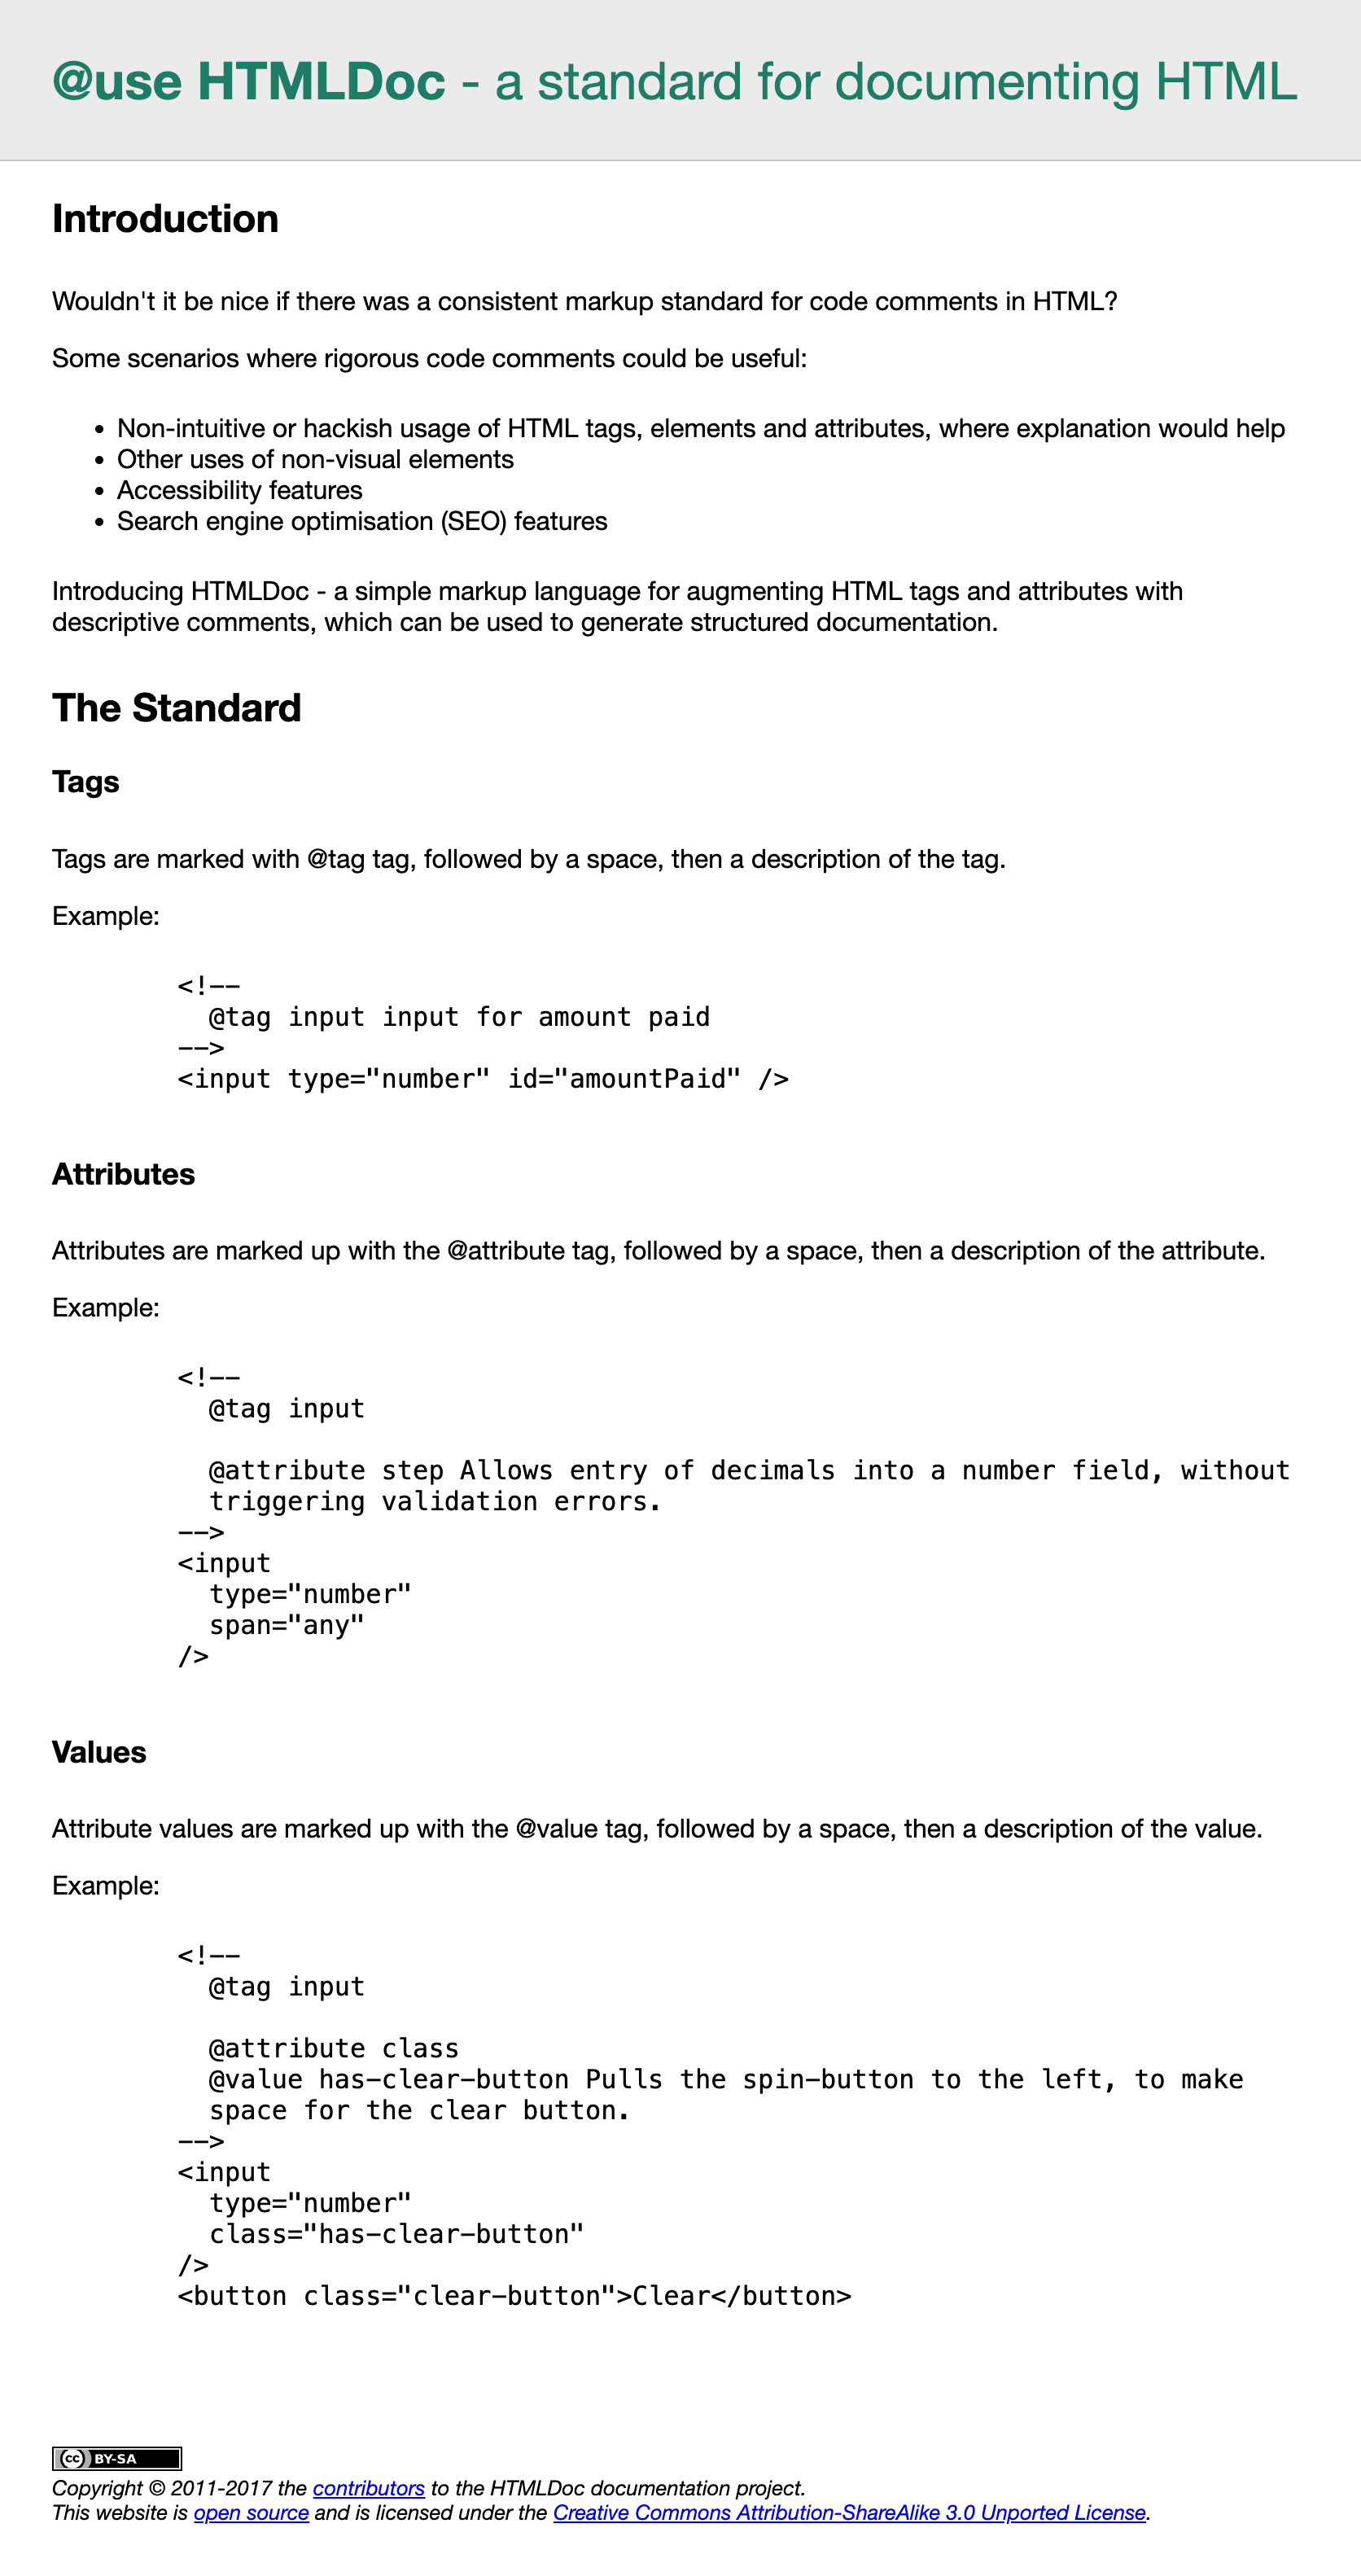 @use HTMLDoc - a standard for documenting HTML
Introduction
Wouldn't it be nice if there was a consistent markup standard for code comments in HTML?
Some scenarios where rigorous code comments could be useful:
• Non-intuitive or hackish usage of HTML tags, elements and attributes, where explanation would help
• Other uses of non-visual elements
• Accessibility features
• Search engine optimisation (SEO) features
Introducing HTMLDoc - a simple markup language for augmenting HTML tags and attributes with
descriptive comments, which can be used to generate structured documentation.
The Standard
Tags
Tags are marked with @tag tag, followed by a space, then a description of the tag.
Example:
<!--
  @tag input input for amount paid
-->
<input type="number" id="amountPaid" />
Attributes
Attributes are marked up with the @attribute tag, followed by a space, then a description of the attribute.
Example:
<!--
  @tag input
  @attribute step Allows entry of decimals into a number field, without
  triggering validation errors.
-->
<input
  type="number"
  span="any"
/>
Values
Attribute values are marked up with the @value tag, followed by a space, then a description of the value.
Example:
<!--
  @tag input
  @attribute class
  @value has-clear-button Pulls the spin-button to the left, to make
  space for the clear button.
-->
<input
  type="number"
  class="has-clear-button"
/>
<button class="clear-button">Clear</button>
cc BY-SA
Copyright © 2011-2017 the contributors to the HTMLDoc documentation project.
This website is open source and is licensed under the Creative Commons Attribution-ShareAlike 3.0 Unported License.